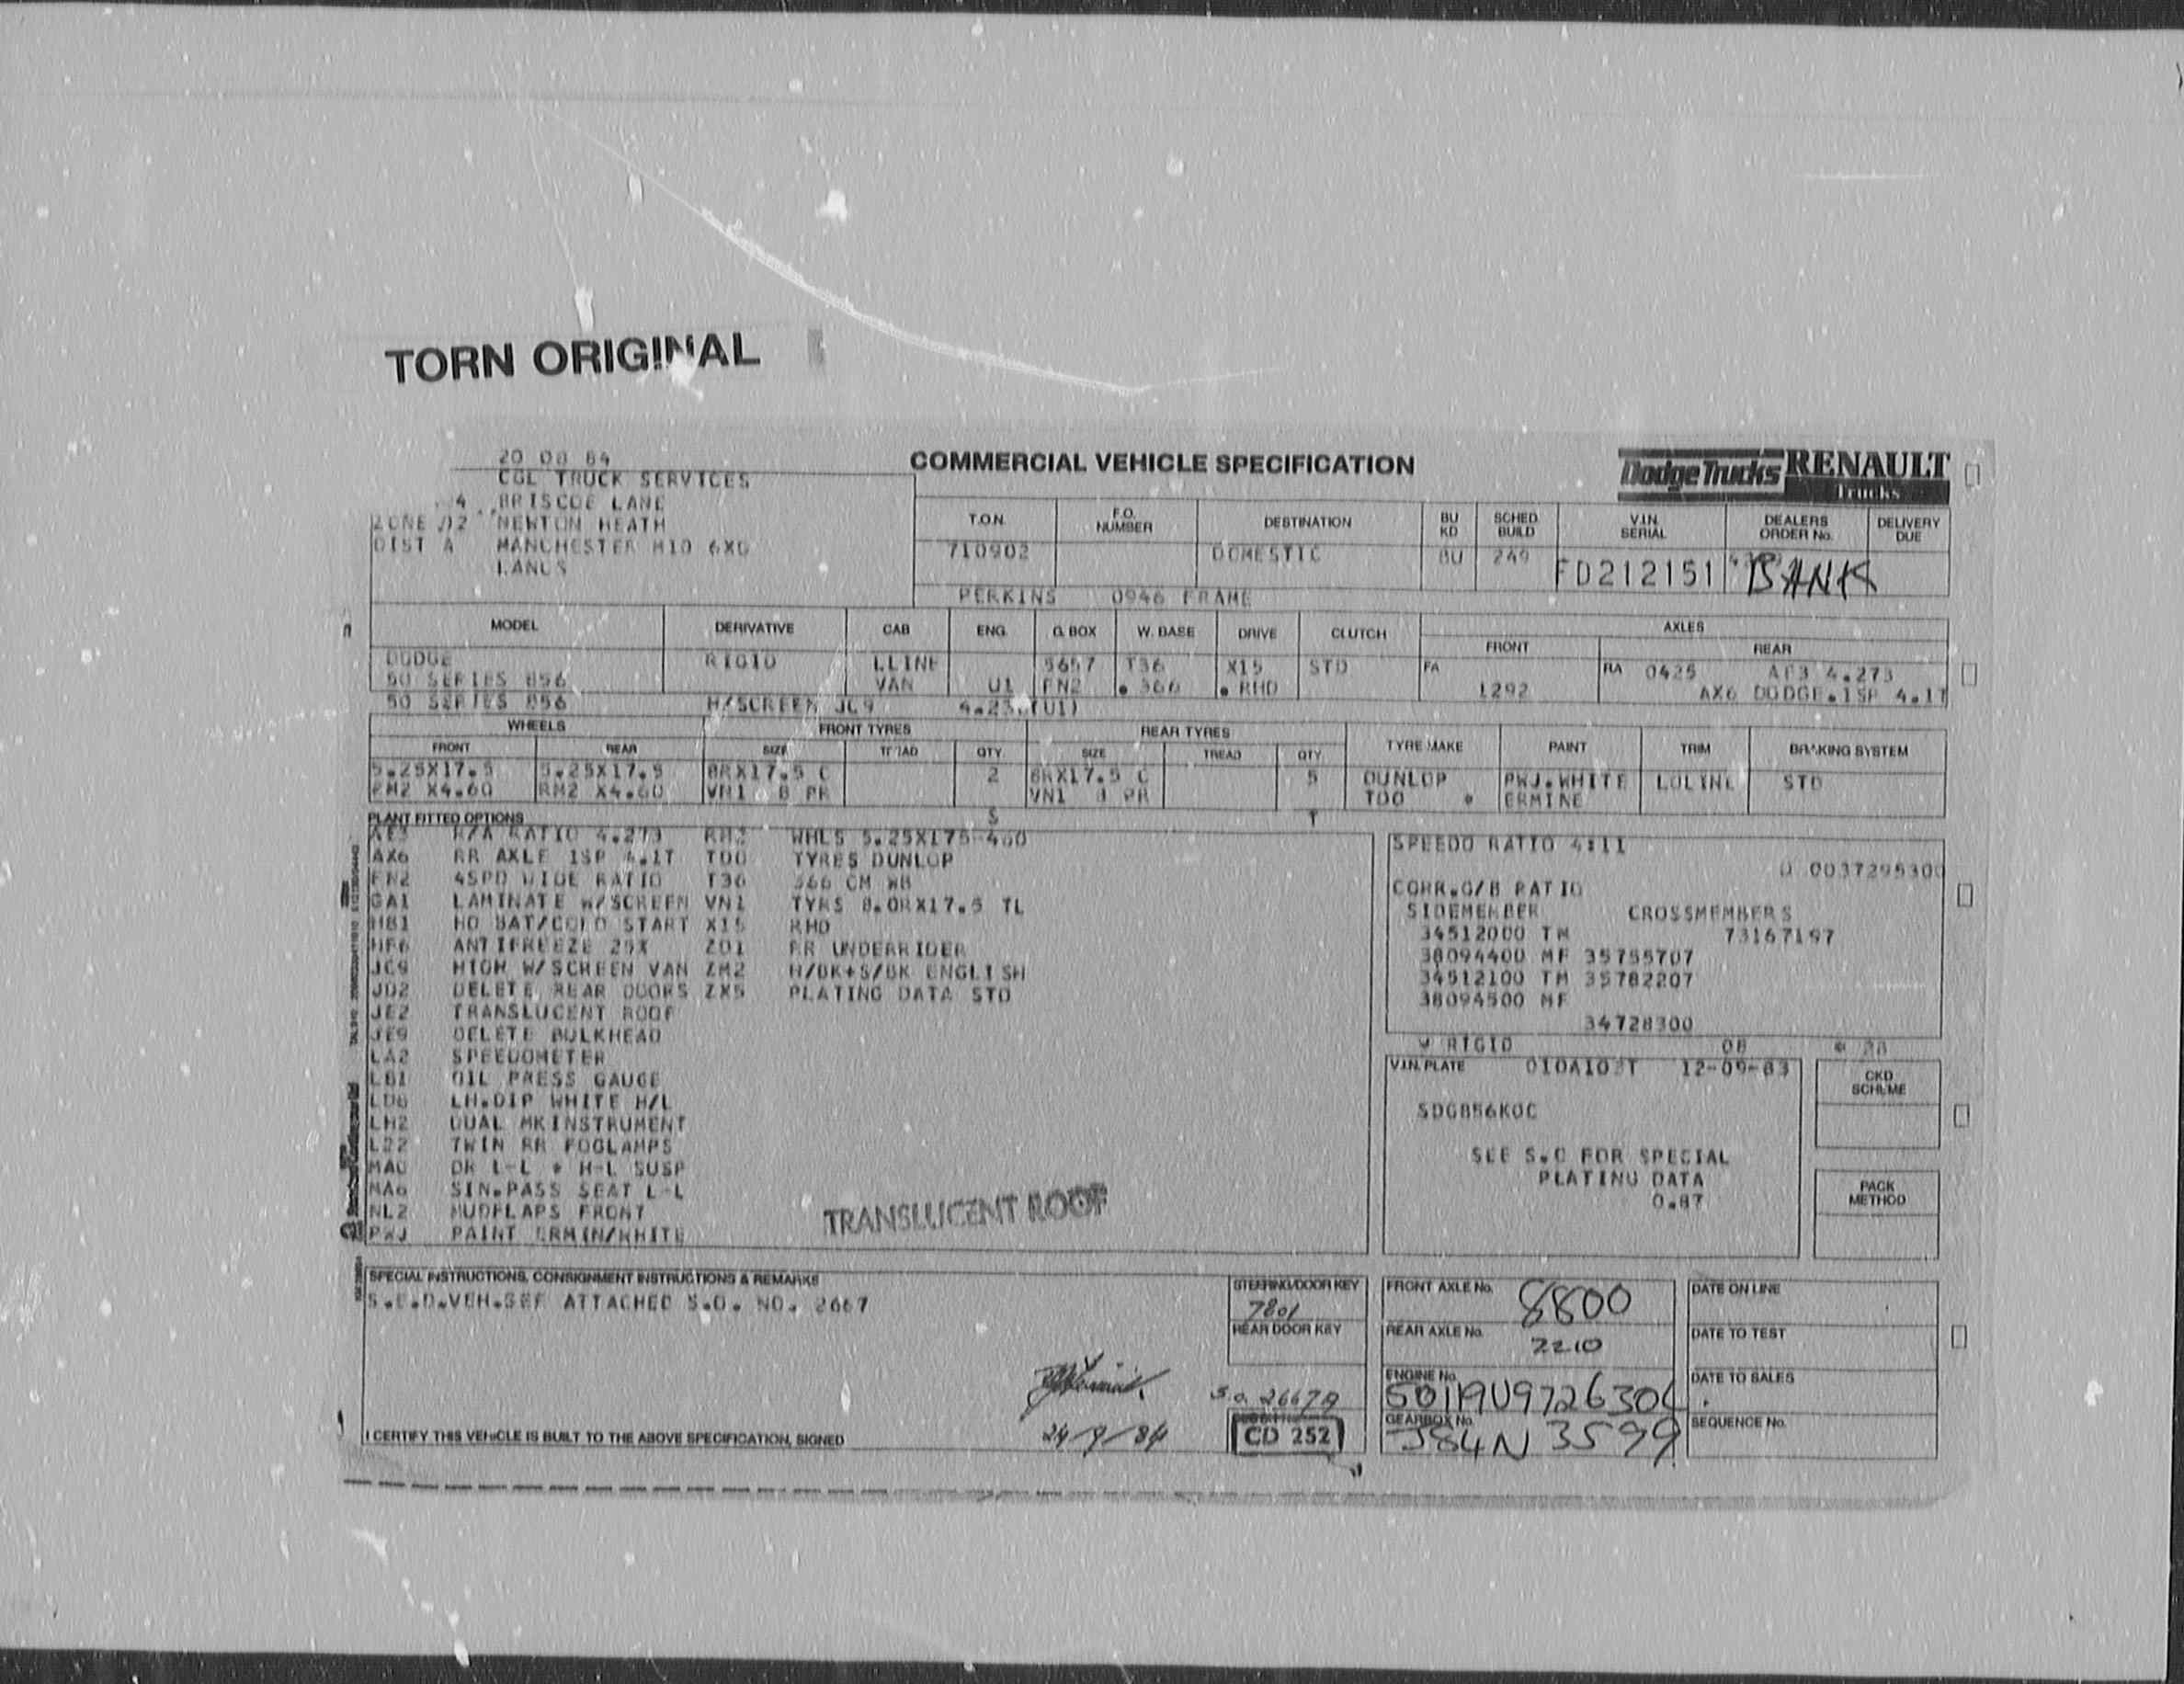 TORN ORIGINAL
20 08 84
CGL TRUCK SERVICES
4 BRISCOE LANE
ZONE 02 NEWTON HEATH
DIST A MANCHESTER M10 6XG
LANCS
COMMERCIAL VEHICLE SPECIFICATION
Dodge Trucks RENAULT Trucks
T.O.N. F.O. NUMBER DESTINATION BU KD SCHED BUILD V.I.N. SERIAL DEALERS ORDER No. DELIVERY DUE
710902 DOMESTIC BU 249 FD212151 BANK
PERKINS 0946 FRAME
MODEL DERIVATIVE CAB ENG. G. BOX W. BASE DRIVE CLUTCH AXLES
FRONT REAR
DODGE RIGID LLINE T36 X15 STD FA RA 0425 AF3 4.273
50 SERIES 856 VAN U1 FN2 . 366 . RHD 1292 AX6 DODGE.1SP 4.1T
50 SERIES 856 H/SCREEN JC9 4.23.(U1)
WHEELS FRONT TYRES REAR TYRES TYRE MAKE PAINT TRIM BRAKING SYSTEM
FRONT REAR SIZE TREAD QTY SIZE TREAD QTY
5.25X17.5 5.25X17.5 8RX17.5 C 2 8RX17.5 C 5 DUNLOP PWJ.WHITE LOLINE STD
RM2 X4.60 RM2 X4.60 VN1 8 PR VN1 8 PR TD0 ERMINE
PLANT FITTED OPTIONS
R/A RATIO 4.273 RM2 WHLS 5.25X175-460
AX6 RR AXLE 1SP 4.1T TD0 TYRES DUNLOP
FN2 4SPD WIDE RATIO T36 366 CM WB
GA1 LAMINATE W/SCREEN VN1 TYRS 8.0RX17.5 TL
HB1 HD BAT/COLD START X15 RHD
HF6 ANTIFREEZE 25% Z01 RR UNDERRIDER
JC9 HIGH W/SCREEN VAN ZM2 H/BK+S/BK ENGLISH
JD2 DELETE REAR DOORS ZX5 PLATING DATA STD
JE2 TRANSLUCENT ROOF
JE9 DELETE BULKHEAD
LA2 SPEEDOMETER
LB1 OIL PRESS GAUGE
LD6 LH.DIP WHITE H/L
LH2 DUAL MKINSTRUMENT
L22 TWIN RR FOGLAMPS
MA0 DR L-L + H-L SUSP
MA6 SIN.PASS SEAT L-L
NL2 MUDFLAPS FRONT
PWJ PAINT ERMIN/WHITE
TRANSLUCENT ROOF
SPEEDO RATIO 4:11
0037295300
CORR.G/B RATIO
SIDEMEMBER CROSSMEMBERS
34512000 TM 73167197
38094400 MF 35755707
34512100 TM 35782207
38094500 MF
34728300
RIGID
V.I.N. PLATE 12-09-83
SDGB56KOC
SEE S.O FOR SPECIAL
PLATING DATA
0.87
CKD SCHEME
PACK METHOD
SPECIAL INSTRUCTIONS, CONSIGNMENT INSTRUCTIONS & REMARKS
S.E.O.VEH.SEE ATTACHED S.O. NO. 2667
STEERING/DOOR KEY
7801
REAR DOOR KEY
S.O. 2667A
CD 252
FRONT AXLE No. 8800
REAR AXLE No. 2210
ENGINE No.
GEARBOX No. J84N 3599
DATE ON LINE
DATE TO TEST
DATE TO SALES
SEQUENCE No.
I CERTIFY THIS VEHICLE IS BUILT TO THE ABOVE SPECIFICATION, SIGNED
24/9/84